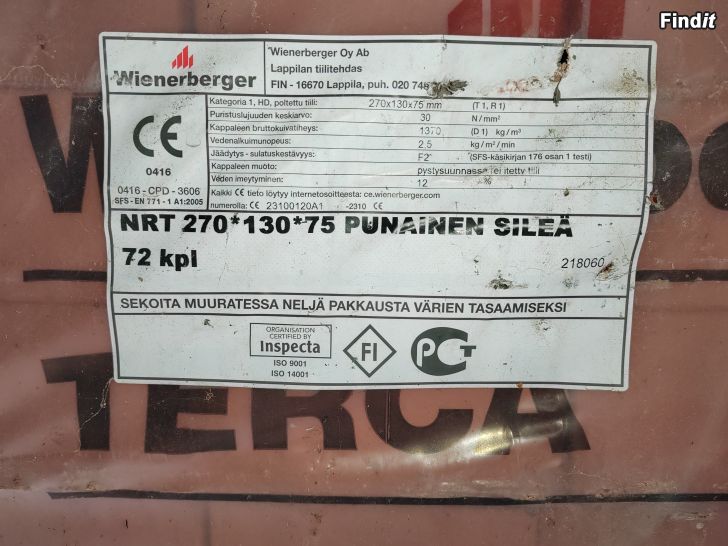 Findit
Wienerberger
Wienerberger Oy Ab
Lappilan tiilitehdas
FIN - 16670 Lappila, puh. 020 748
CE
0416
0416 - CPD - 3606
SFS - EN 771 - 1 A1:2005
Kategoria 1, HD, poltettu tiili: 270x130x75 mm (T1, R1)
Puristuslujuuden keskiarvo: 30 N / mm²
Kappaleen bruttokuivatiheys: 1370 (D1) kg / m³
Vedenalkuimunopeus: 2,5 kg / m² / min
Jäädytys - sulatuskestävyys: F2 (SFS-käsikirjan 176 osan 1 testi)
Kappaleen muoto: pystysuunnassa rei itetty tiili
Veden imeytyminen: 12 %
Kaikki CE tieto löytyy internetosoitteesta: ce.wienerberger.com
numerolla: CE 23100120A1 -2310 CE
NRT 270*130*75 PUNAINEN SILEÄ
72 kpl
218060
SEKOITA MUURATESSA NELJÄ PAKKAUSTA VÄRIEN TASAAMISEKSI
ORGANISATION
CERTIFIED BY
Inspecta
ISO 9001
ISO 14001
FI
PCT
TERCA